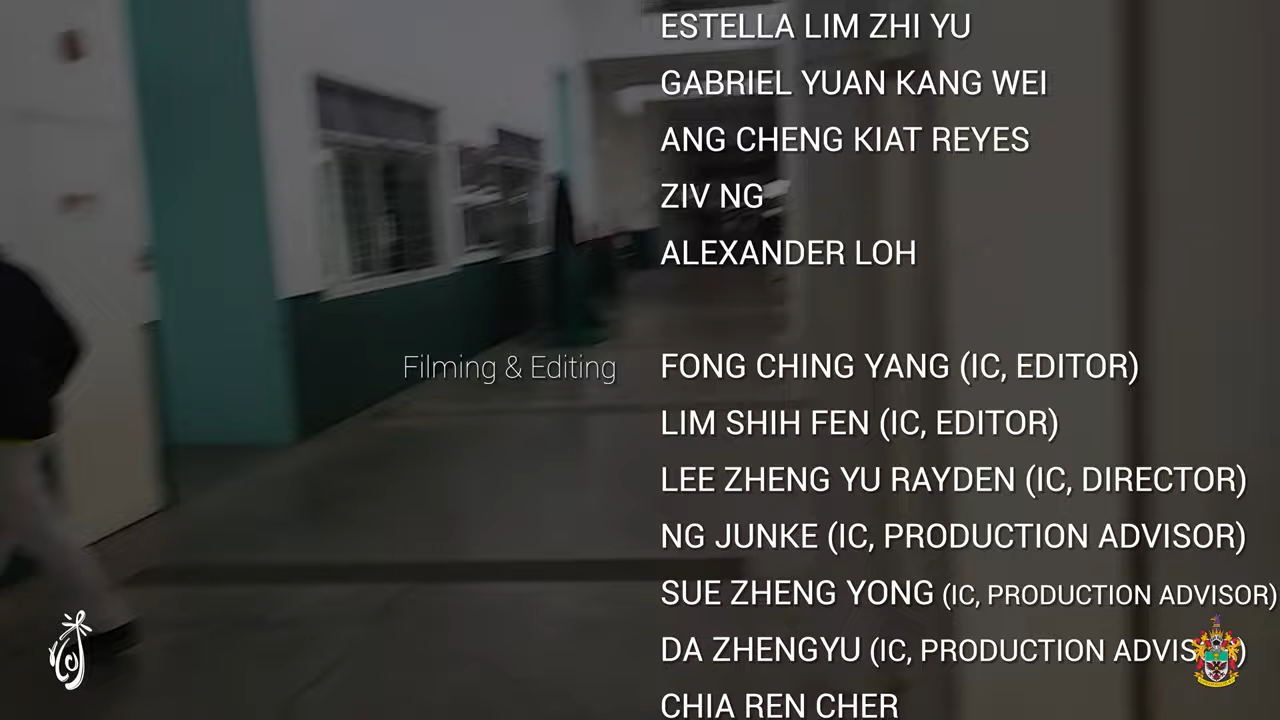 ESTELLA LIM ZHI YU
GABRIEL YUAN KANG WEI
ANG CHENG KIAT REYES
ZIV NG
ALEXANDER LOH
Filming & Editing FONG CHING YANG (IC, EDITOR)
LIM SHIH FEN (IC, EDITOR)
LEE ZHENG YU RAYDEN (IC, DIRECTOR)
NG JUNKE (IC, PRODUCTION ADVISOR)
SUE ZHENG YONG (IC, PRODUCTION ADVISOR)
DA ZHENGYU (IC, PRODUCTION
CHIA REN CHER